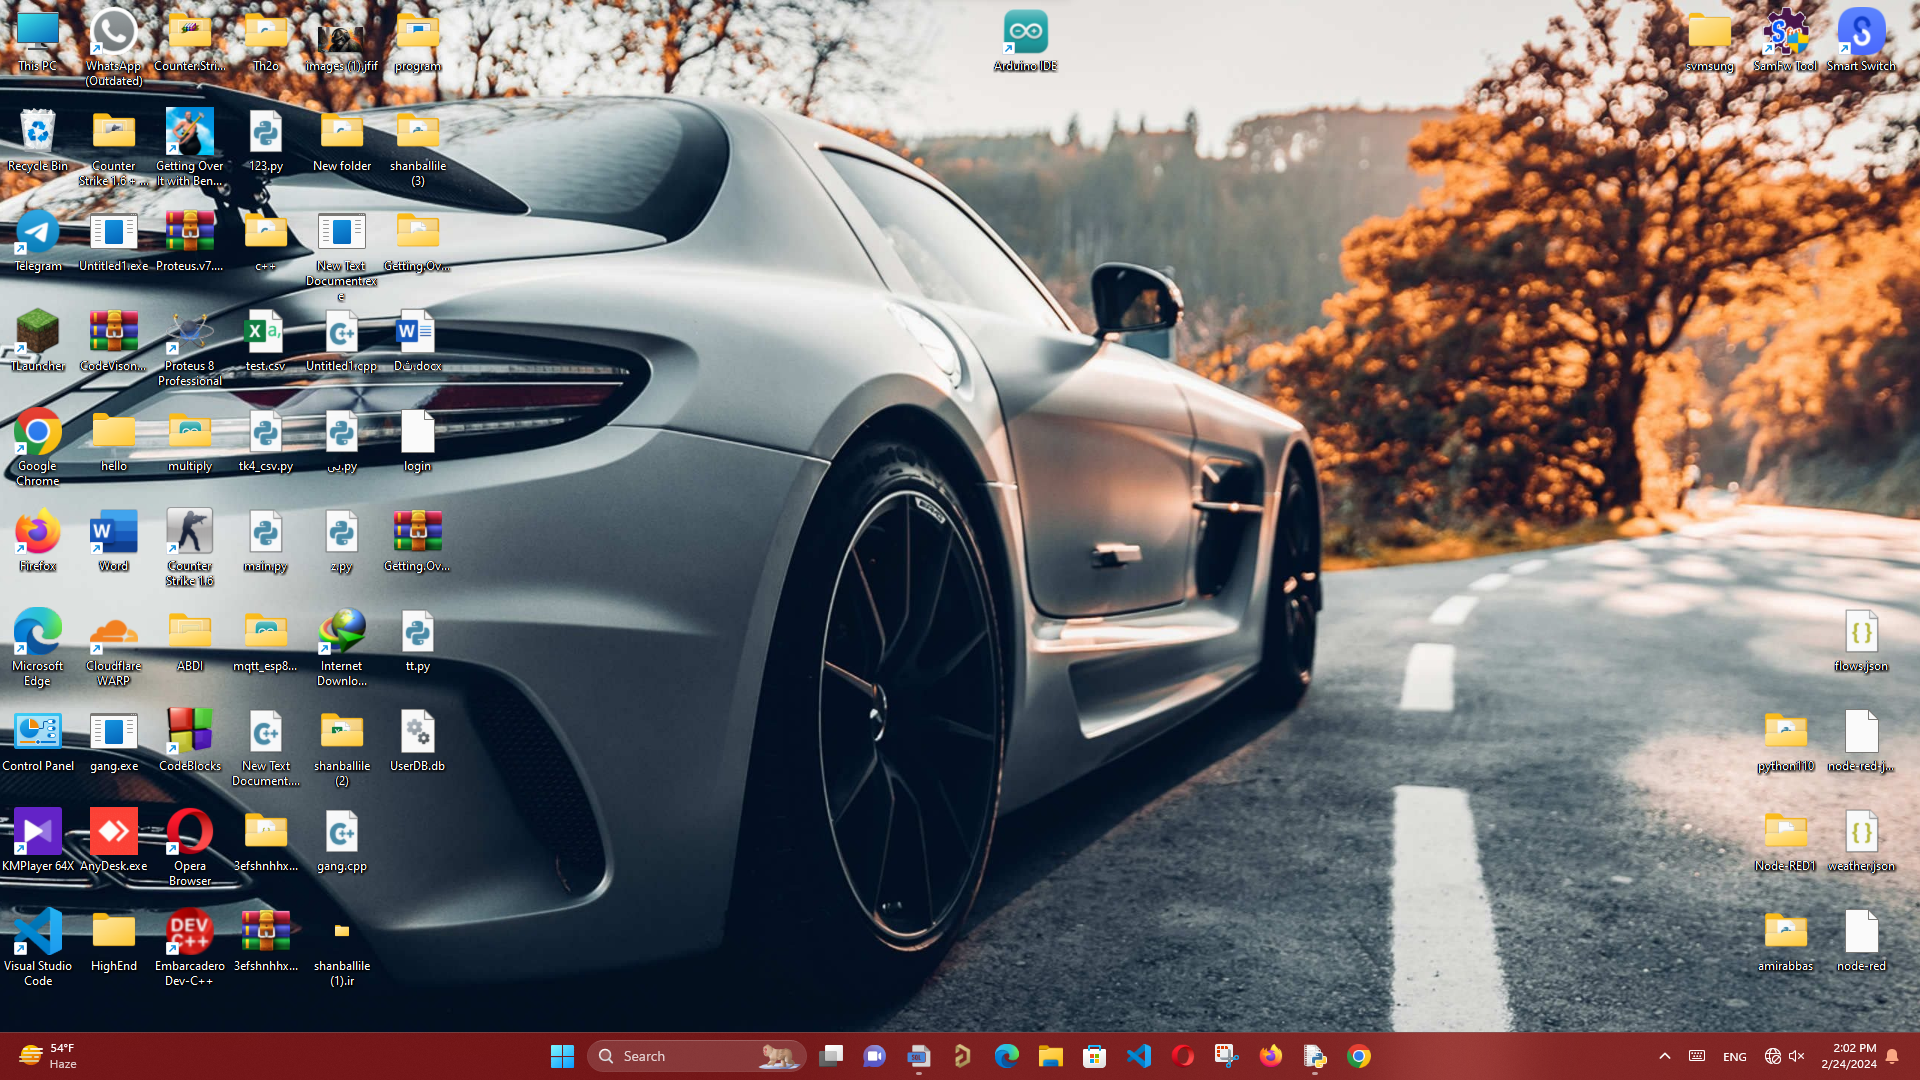 This PC
WhatsApp
(Outdated)
Counter.Stri...
Th2o
images (1).jfif
program
Arduino IDE
svmsung
SamFw Tool
Smart Switch
Recycle Bin
Counter
Strike 1.6 + ...
Getting Over
It with Ben...
123.py
New folder
shanballile
(3)
Telegram
Untitled1.exe
Proteus.v7....
c++
New Text
Document.ex
e
Getting.Ov...
TLauncher
CodeVison...
Proteus 8
Professional
test.csv
Untitled1.cpp
Google
Chrome
hello
multiply
tk4_csv.py
login
Firefox
Word
Counter
Strike 1.6
main.py
z.py
Getting.Ov...
Microsoft
Edge
Cloudflare
WARP
ABDI
mqtt_esp8...
Internet
Downlo...
tt.py
flows.json
Control Panel
gang.exe
CodeBlocks
New Text
Document....
shanballile
(2)
UserDB.db
python110
node-red-j...
KMPlayer 64X
AnyDesk.exe
Opera
Browser
3efshnhhx...
gang.cpp
Node-RED1
weather.json
DEV
C++
Visual Studio
Code
HighEnd
Embarcadero
Dev-C++
3efshnhhx...
shanballile
(1).ir
amirabbas
node-red
54°F
Haze
Search
ENG
2:02 PM
2/24/2024